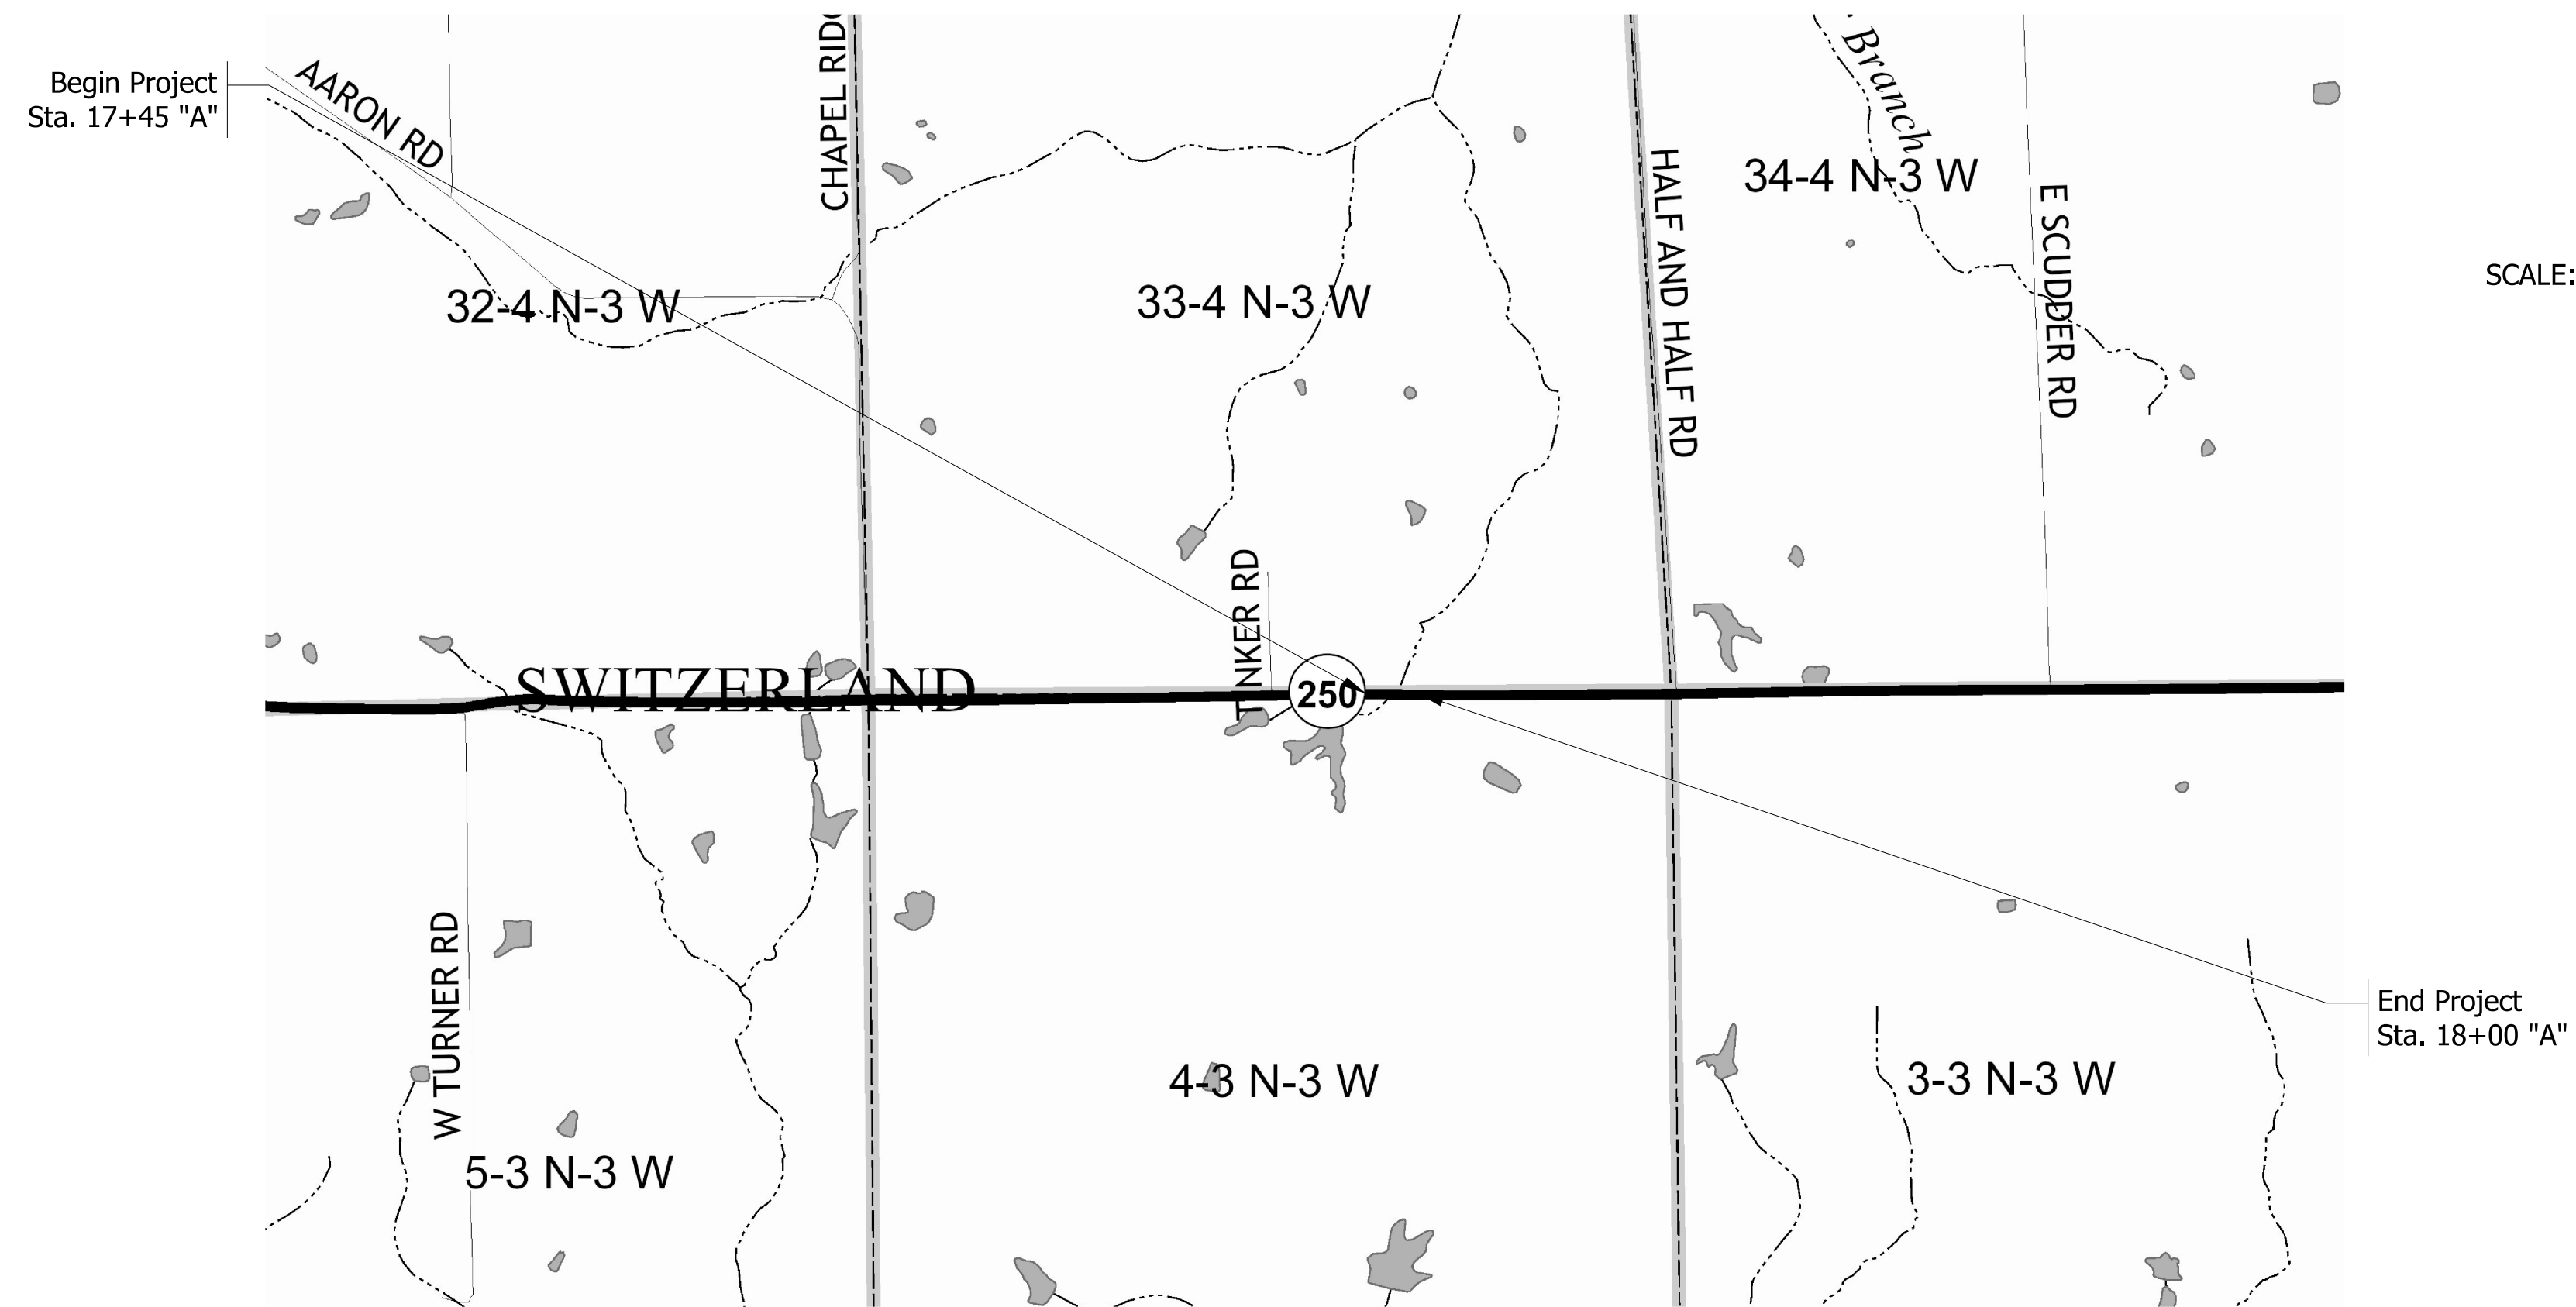 Begin Project
Sta. 17+45 "A"
AARON RD
CHAPEL
Branch
HALF AND HALF RD
34-4 N-3 W
E SCUDDER RD
SCALE:
32-4 N-3 W
33-4 N-3 W
TINKER RD
SWITZERLAND
250
W TURNER RD
End Project
Sta. 18+00 "A"
4-3 N-3 W
3-3 N-3 W
5-3 N-3 W